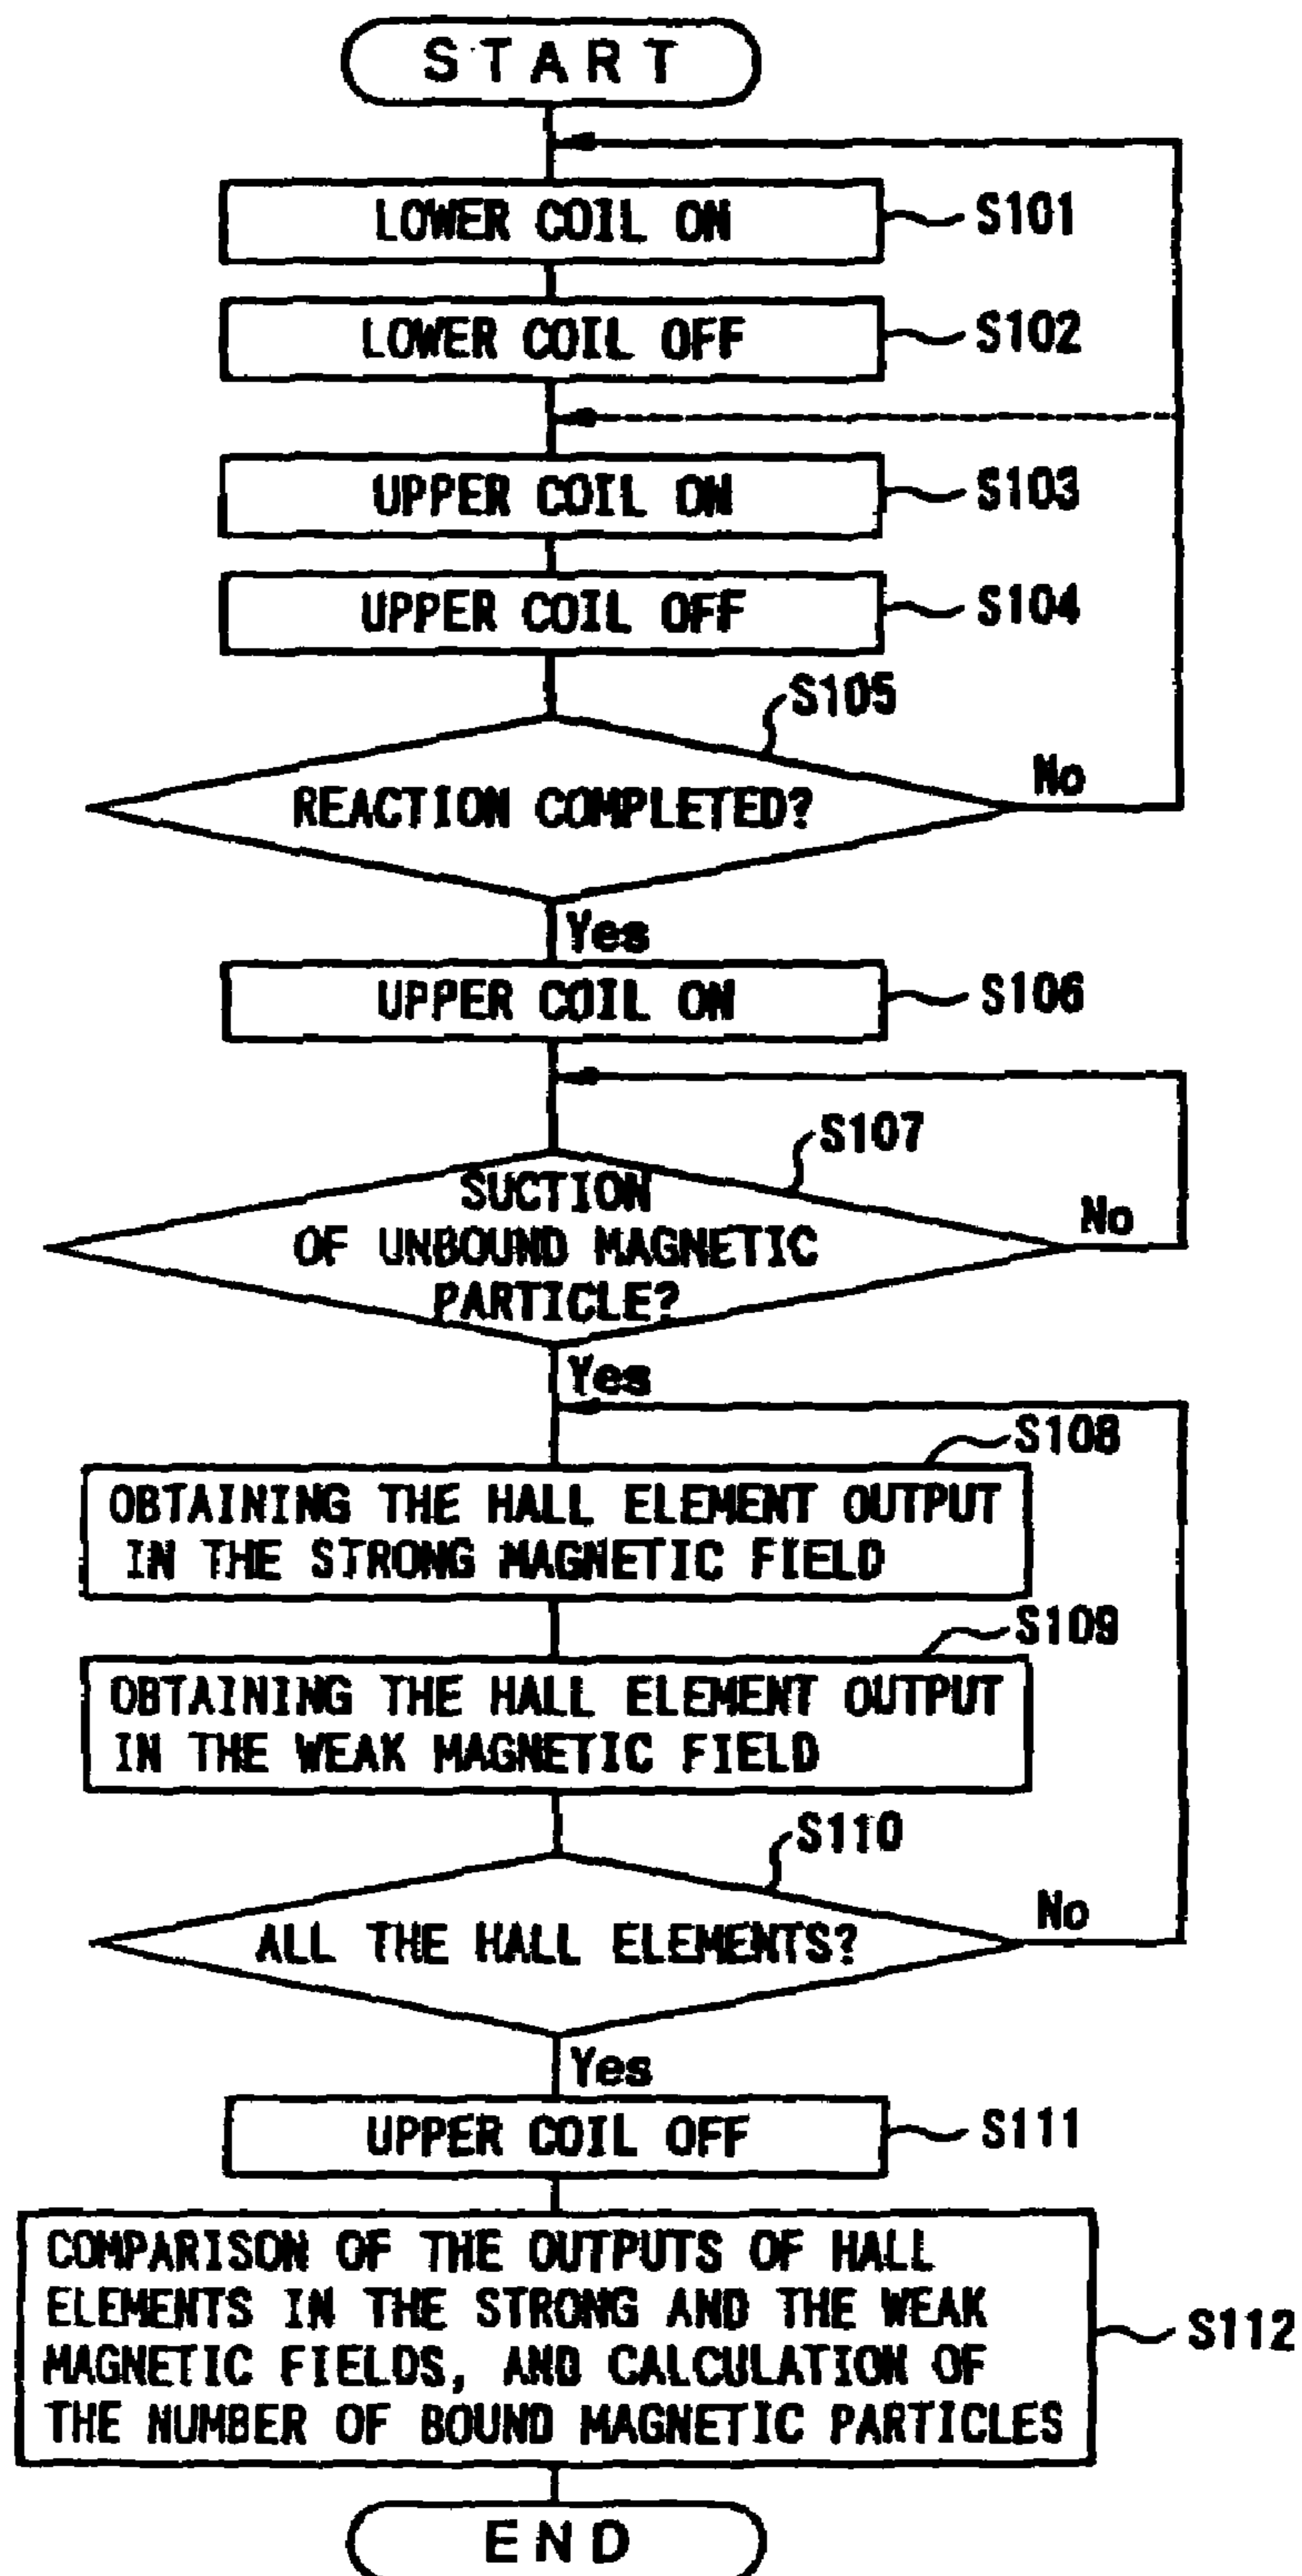 START
LOWER COIL ON
S101
LOWER COIL OFF
S102
UPPER COIL ON
S103
UPPER COIL OFF
S104
S105
REACTION COMPLETED?
No
Yes
UPPER COIL ON
S106
S107
SUCTION
OF UNBOUND MAGNETIC
PARTICLE?
No
Yes
S108
OBTAINING THE HALL ELEMENT OUTPUT
IN THE STRONG MAGNETIC FIELD
S109
OBTAINING THE HALL ELEMENT OUTPUT
IN THE WEAK MAGNETIC FIELD
S110
ALL THE HALL ELEMENTS?
No
Yes
UPPER COIL OFF
S111
COMPARISON OF THE OUTPUTS OF HALL
ELEMENTS IN THE STRONG AND THE WEAK
MAGNETIC FIELDS, AND CALCULATION OF
THE NUMBER OF BOUND MAGNETIC PARTICLES
S112
END